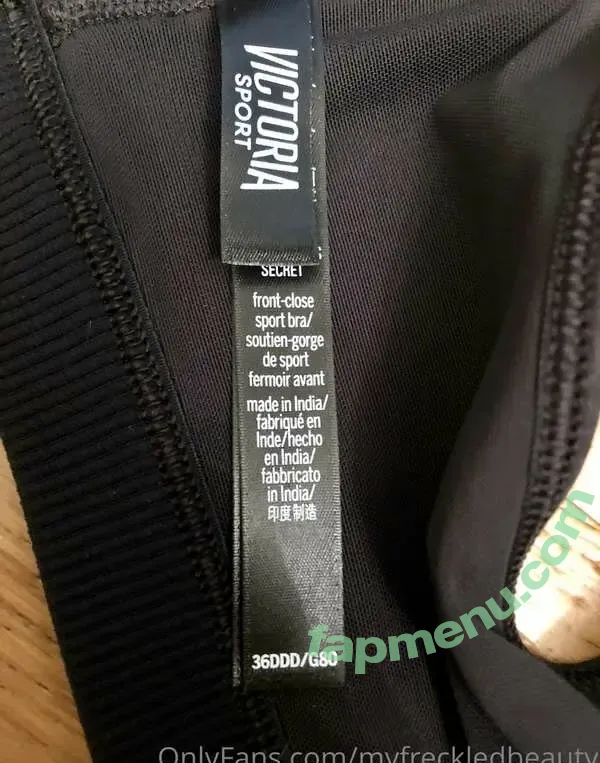 VICTORIA
SPORT
SECRET
front-close
sport bra/
soutien-gorge
de sport
fermoir avant
made in India/
fabriqué en
Inde/hecho
en India/
fabbricato
in India/
印度制造
36DDD/G80
fapmenu.com
OnlyFans.com/myfreckledbeauty